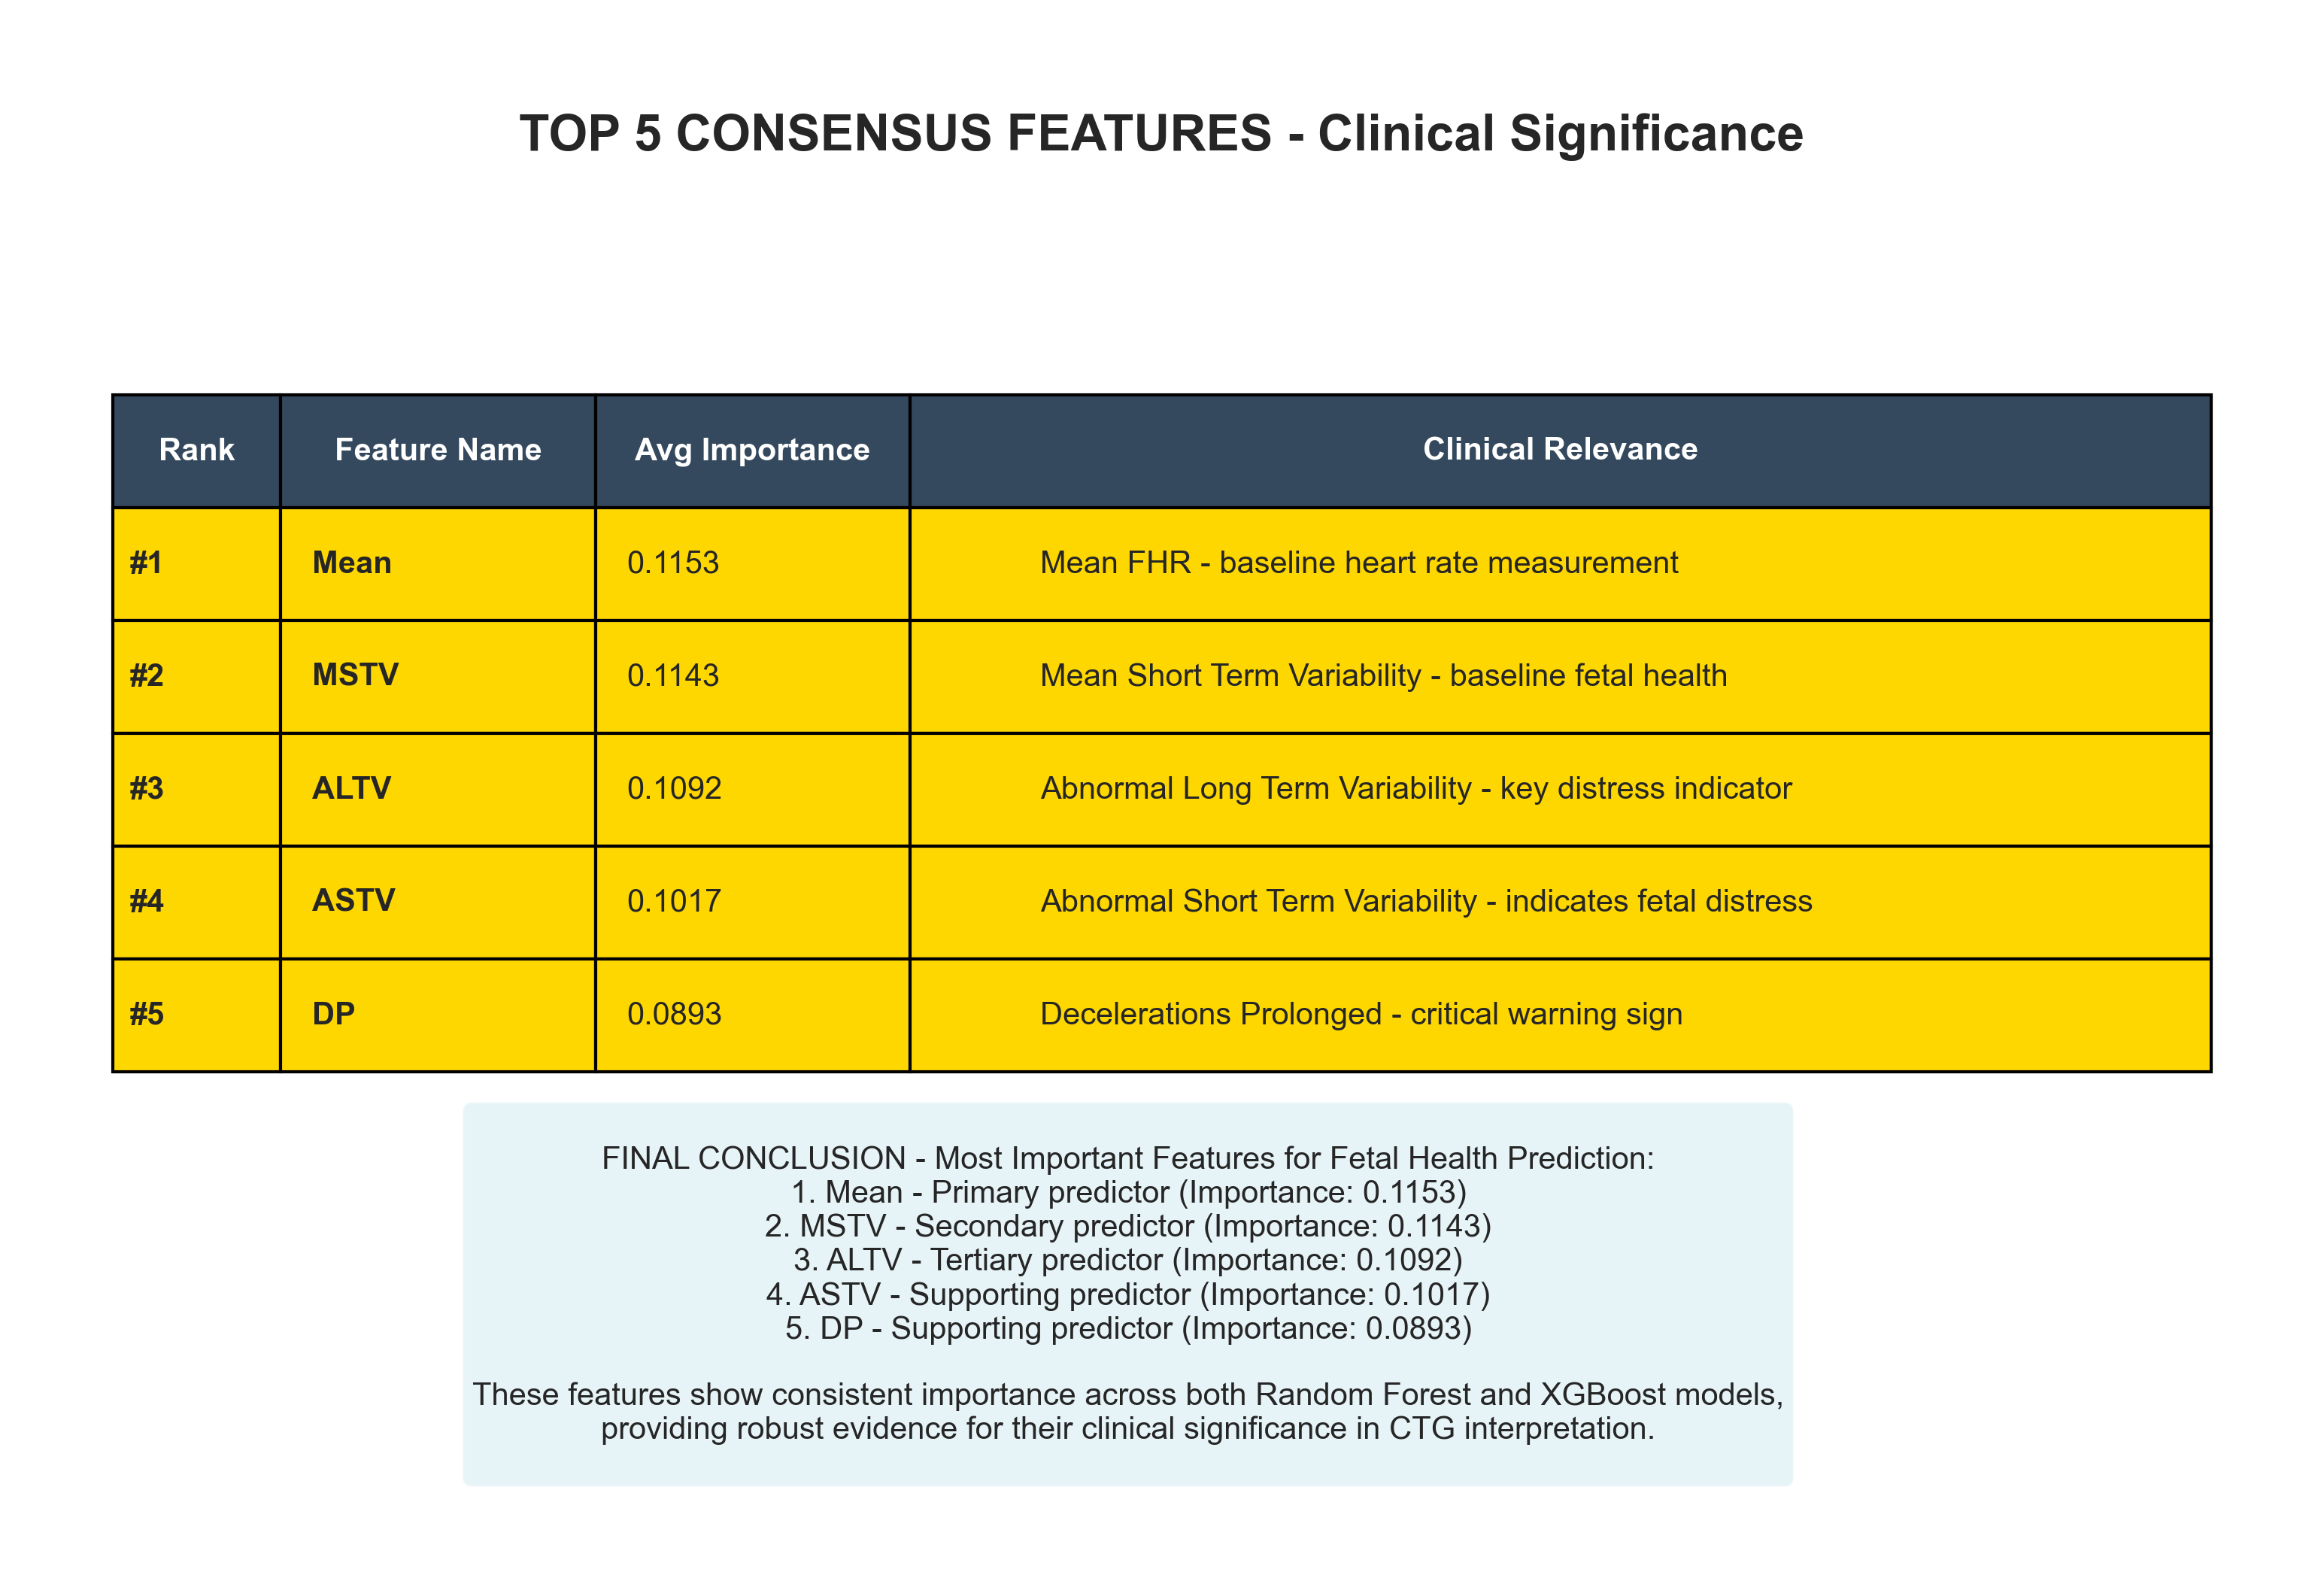 TOP 5 CONSENSUS FEATURES - Clinical Significance
Rank Feature Name Avg Importance Clinical Relevance
#1 Mean 0.1153 Mean FHR - baseline heart rate measurement
#2 MSTV 0.1143 Mean Short Term Variability - baseline fetal health
#3 ALTV 0.1092 Abnormal Long Term Variability - key distress indicator
#4 ASTV 0.1017 Abnormal Short Term Variability - indicates fetal distress
#5 DP 0.0893 Decelerations Prolonged - critical warning sign
FINAL CONCLUSION - Most Important Features for Fetal Health Prediction:
1. Mean - Primary predictor (Importance: 0.1153)
2. MSTV - Secondary predictor (Importance: 0.1143)
3. ALTV - Tertiary predictor (Importance: 0.1092)
4. ASTV - Supporting predictor (Importance: 0.1017)
5. DP - Supporting predictor (Importance: 0.0893)
These features show consistent importance across both Random Forest and XGBoost models,
providing robust evidence for their clinical significance in CTG interpretation.